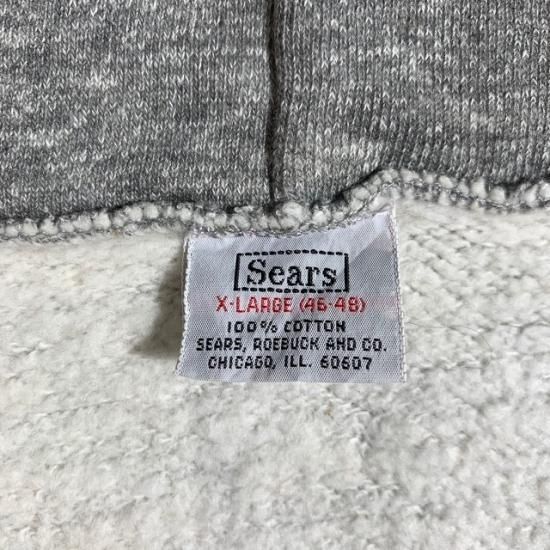 Sears
X-LARGE (46-48)
100% COTTON
SEARS, ROEBUCK AND CO.
CHICAGO, ILL. 60607